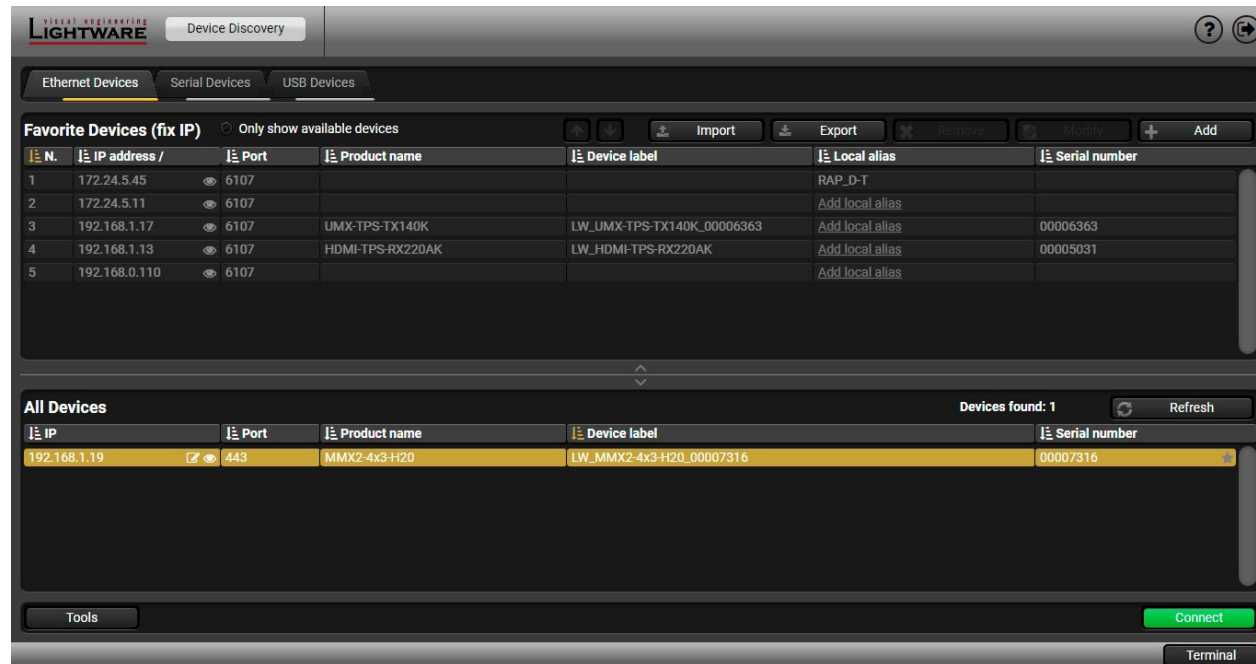 visual engineering
LIGHTWARE
Device Discovery
?
Ethernet Devices Serial Devices USB Devices
Favorite Devices (fix IP) Only show available devices Import Export Remove Modify Add
N. IP address / Port Product name Device label Local alias Serial number
1 172.24.5.45 6107 RAP_D-T
2 172.24.5.11 6107 Add local alias
3 192.168.1.17 6107 UMX-TPS-TX140K LW_UMX-TPS-TX140K_00006363 Add local alias 00006363
4 192.168.1.13 6107 HDMI-TPS-RX220AK LW_HDMI-TPS-RX220AK Add local alias 00005031
5 192.168.0.110 6107 Add local alias
All Devices Devices found: 1 Refresh
IP Port Product name Device label Serial number
192.168.1.19 443 MMX2-4x3-H20 LW_MMX2-4x3-H20_00007316 00007316
Tools Connect
Terminal